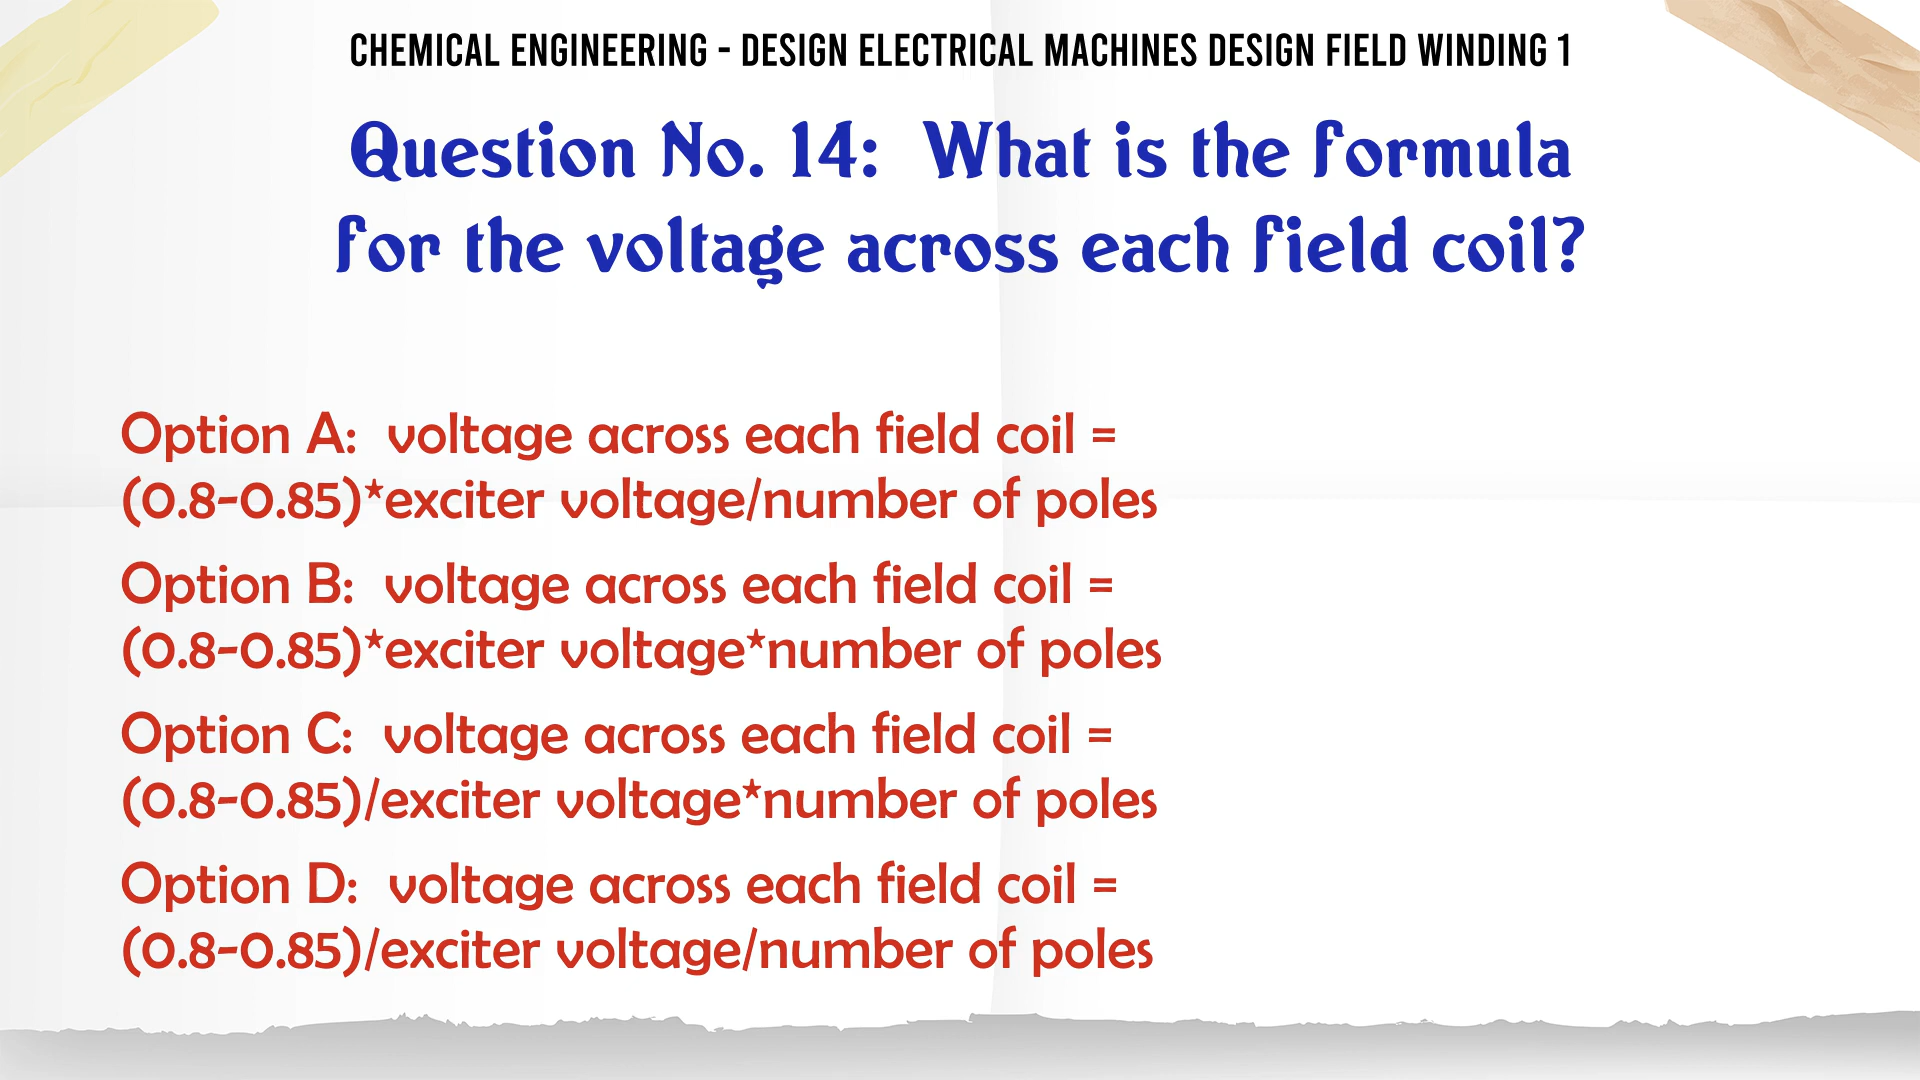 CHEMICAL ENGINEERING - DESIGN ELECTRICAL MACHINES DESIGN FIELD WINDING 1
Question No. 14:  What is the formula
for the voltage across each field coil?
Option A:  voltage across each field coil =
(0.8-0.85)*exciter voltage/number of poles
Option B:  voltage across each field coil =
(0.8-0.85)*exciter voltage*number of poles
Option C:  voltage across each field coil =
(0.8-0.85)/exciter voltage*number of poles
Option D:  voltage across each field coil =
(0.8-0.85)/exciter voltage/number of poles